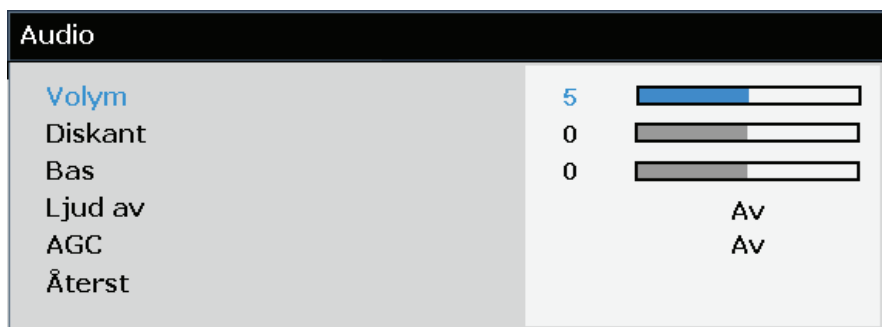 Audio
Volym 5
Diskant 0
Bas 0
Ljud av Av
AGC Av
Återst